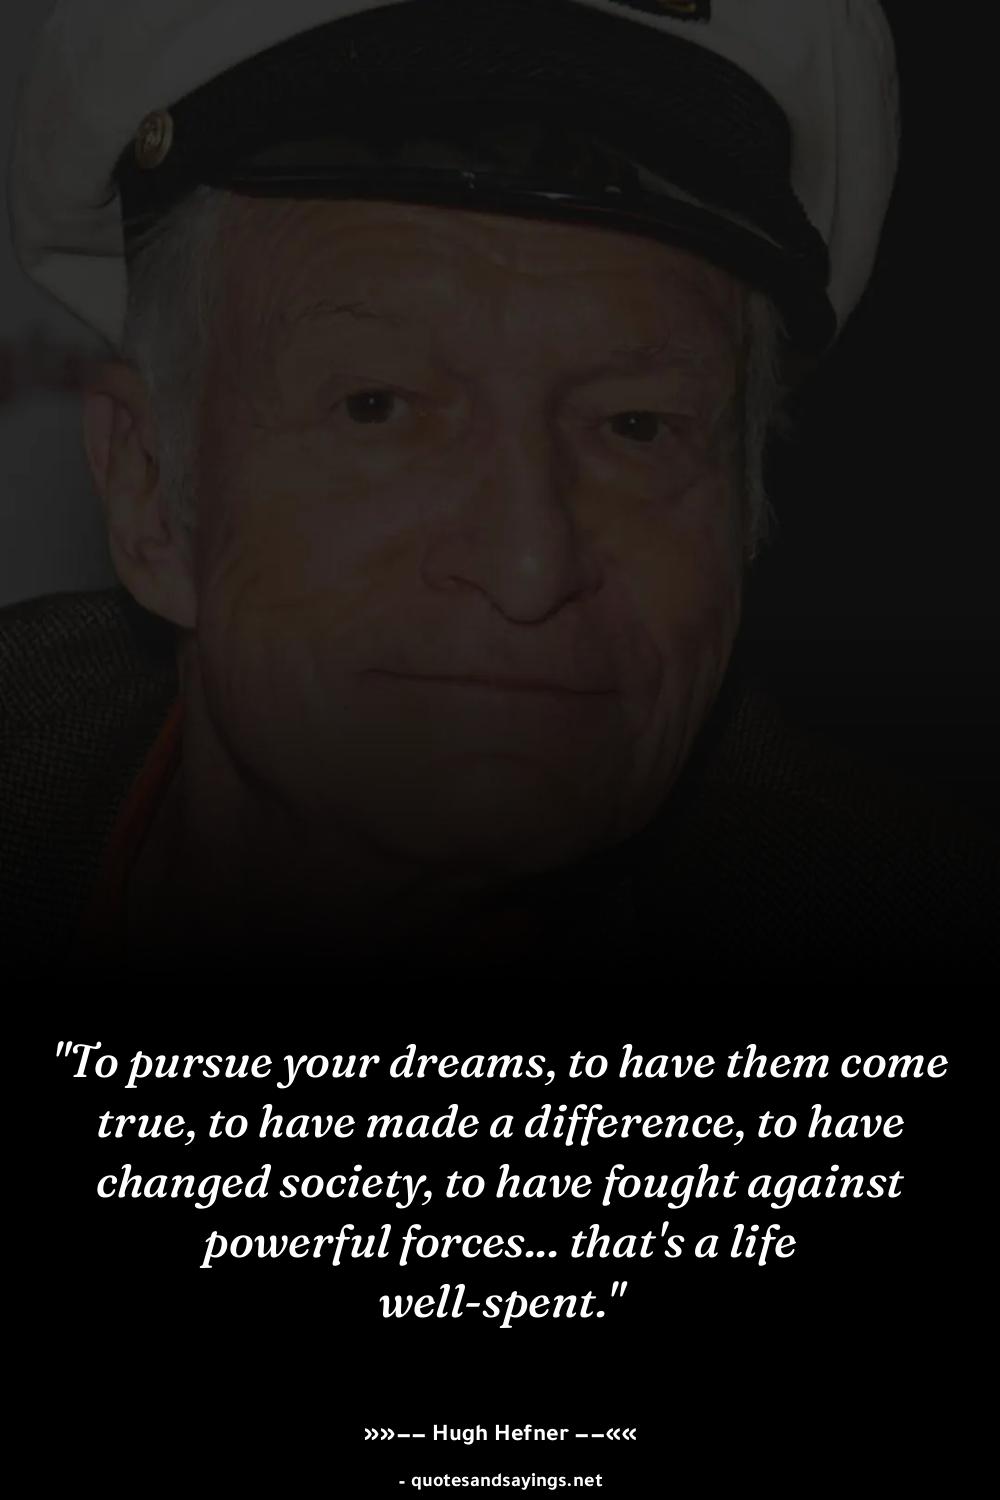 "To pursue your dreams, to have them come
true, to have made a difference, to have
changed society, to have fought against
powerful forces... that's a life
well-spent."
»»–– Hugh Hefner ––««
- quotesandsayings.net